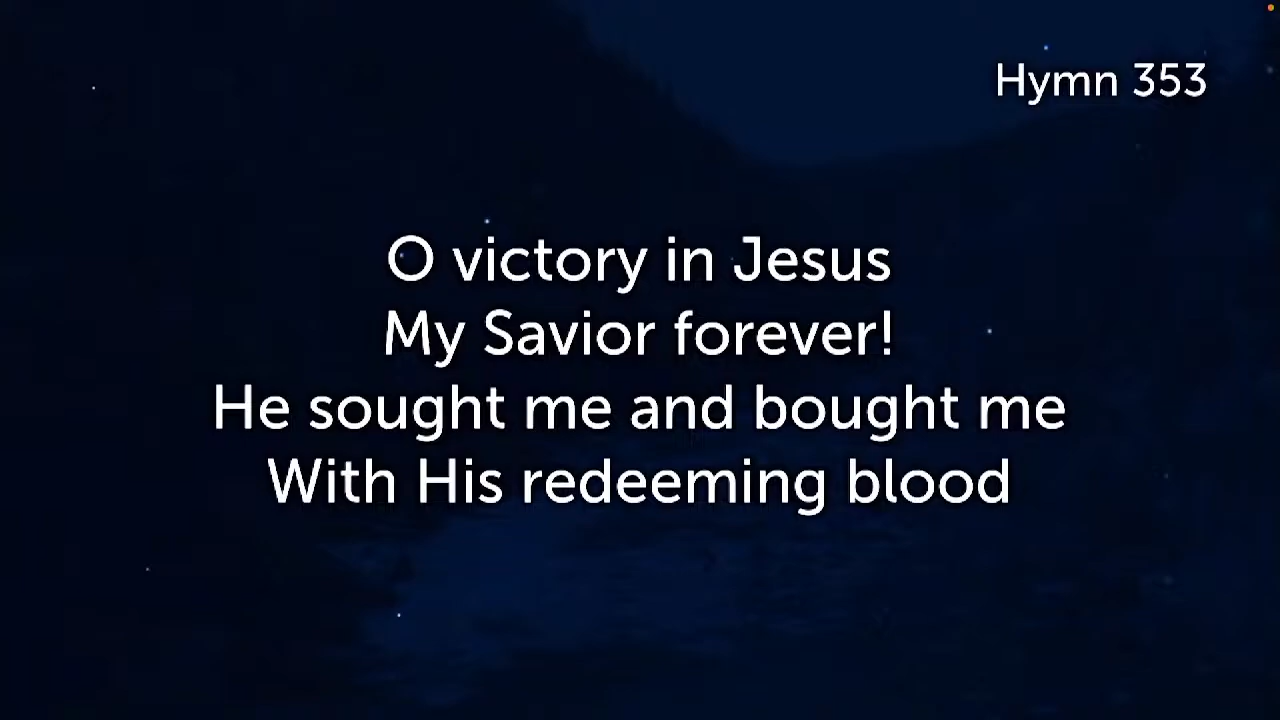 Hymn 353
O victory in Jesus
My Savior forever!
He sought me and bought me
With His redeeming blood